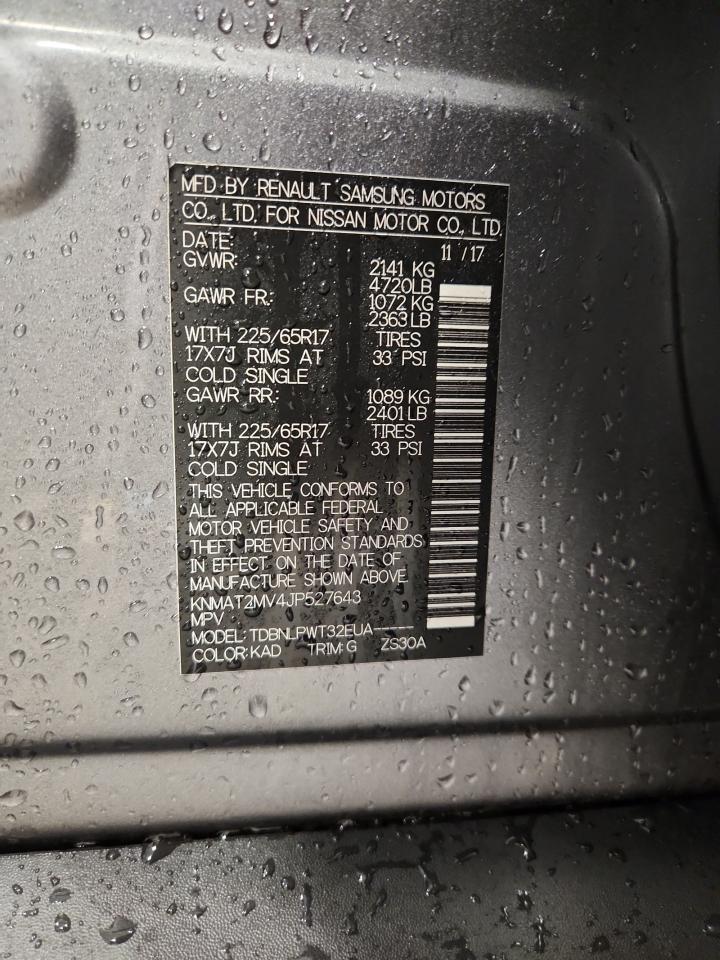 MFD BY RENAULT SAMSUNG MOTORS
CO., LTD. FOR NISSAN MOTOR CO., LTD.
DATE: 11 /17
GVWR: 2141 KG
4720LB
GAWR FR: 1072 KG
2363LB
WITH 225/65R17 TIRES
17X7J RIMS AT 33 PSI
COLD SINGLE
GAWR RR: 1089 KG
2401 LB
WITH 225/65R17 TIRES
17X7J RIMS AT 33 PSI
COLD SINGLE
THIS VEHICLE CONFORMS TO
ALL APPLICABLE FEDERAL
MOTOR VEHICLE SAFETY AND
THEFT PREVENTION STANDARDS
IN EFFECT ON THE DATE OF
MANUFACTURE SHOWN ABOVE
KNMAT2MV4JP527643
MPV
MODEL: TDBNLPWT32EUA-----
COLOR:KAD TRIM:G ZS30A